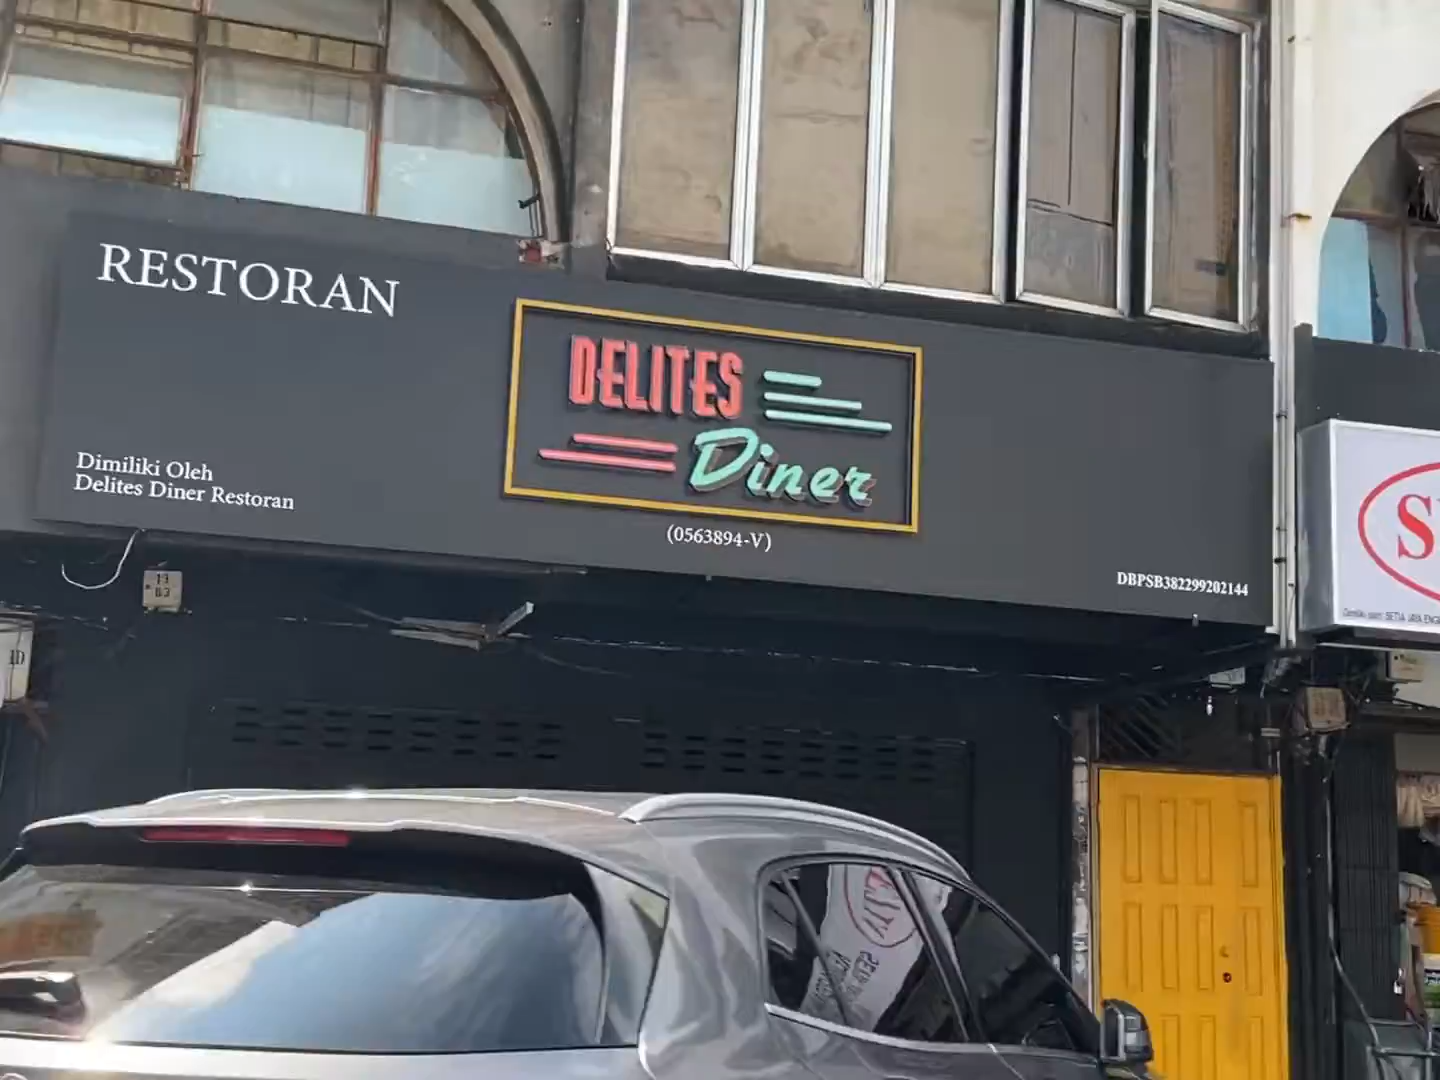 RESTORAN
DELITES
Diner
Dimiliki Oleh
Delites Diner Restoran
(0563894-V)
DBPSB382299202144